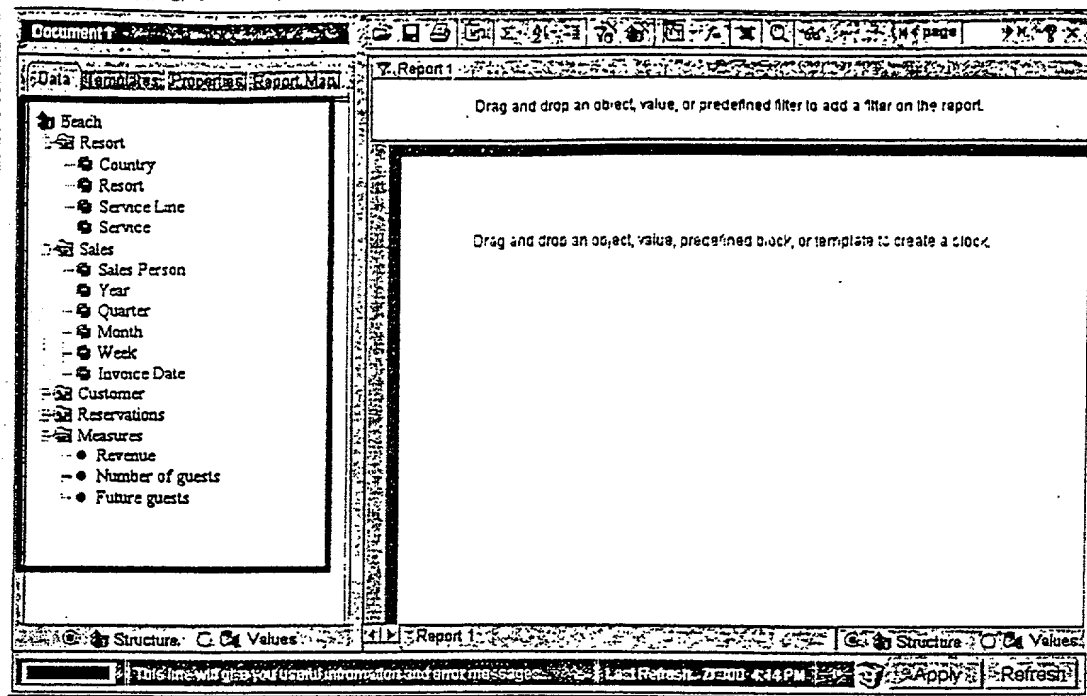 Document 1
page
Data Templates Properties Report Map
Report 1
Drag and drop an object, value, or predefined filter to add a filter on the report.
Beach
Resort
Country
Resort
Service Line
Service
Sales
Sales Person
Year
Quarter
Month
Week
Invoice Date
Customer
Reservations
Measures
Revenue
Number of guests
Future guests
Drag and drop an object, value, predefined block, or template to create a block.
Structure Values
Report 1
Structure Values
This line will give you useful information and error messages
Last Refresh: 4:44 PM
Apply Refresh